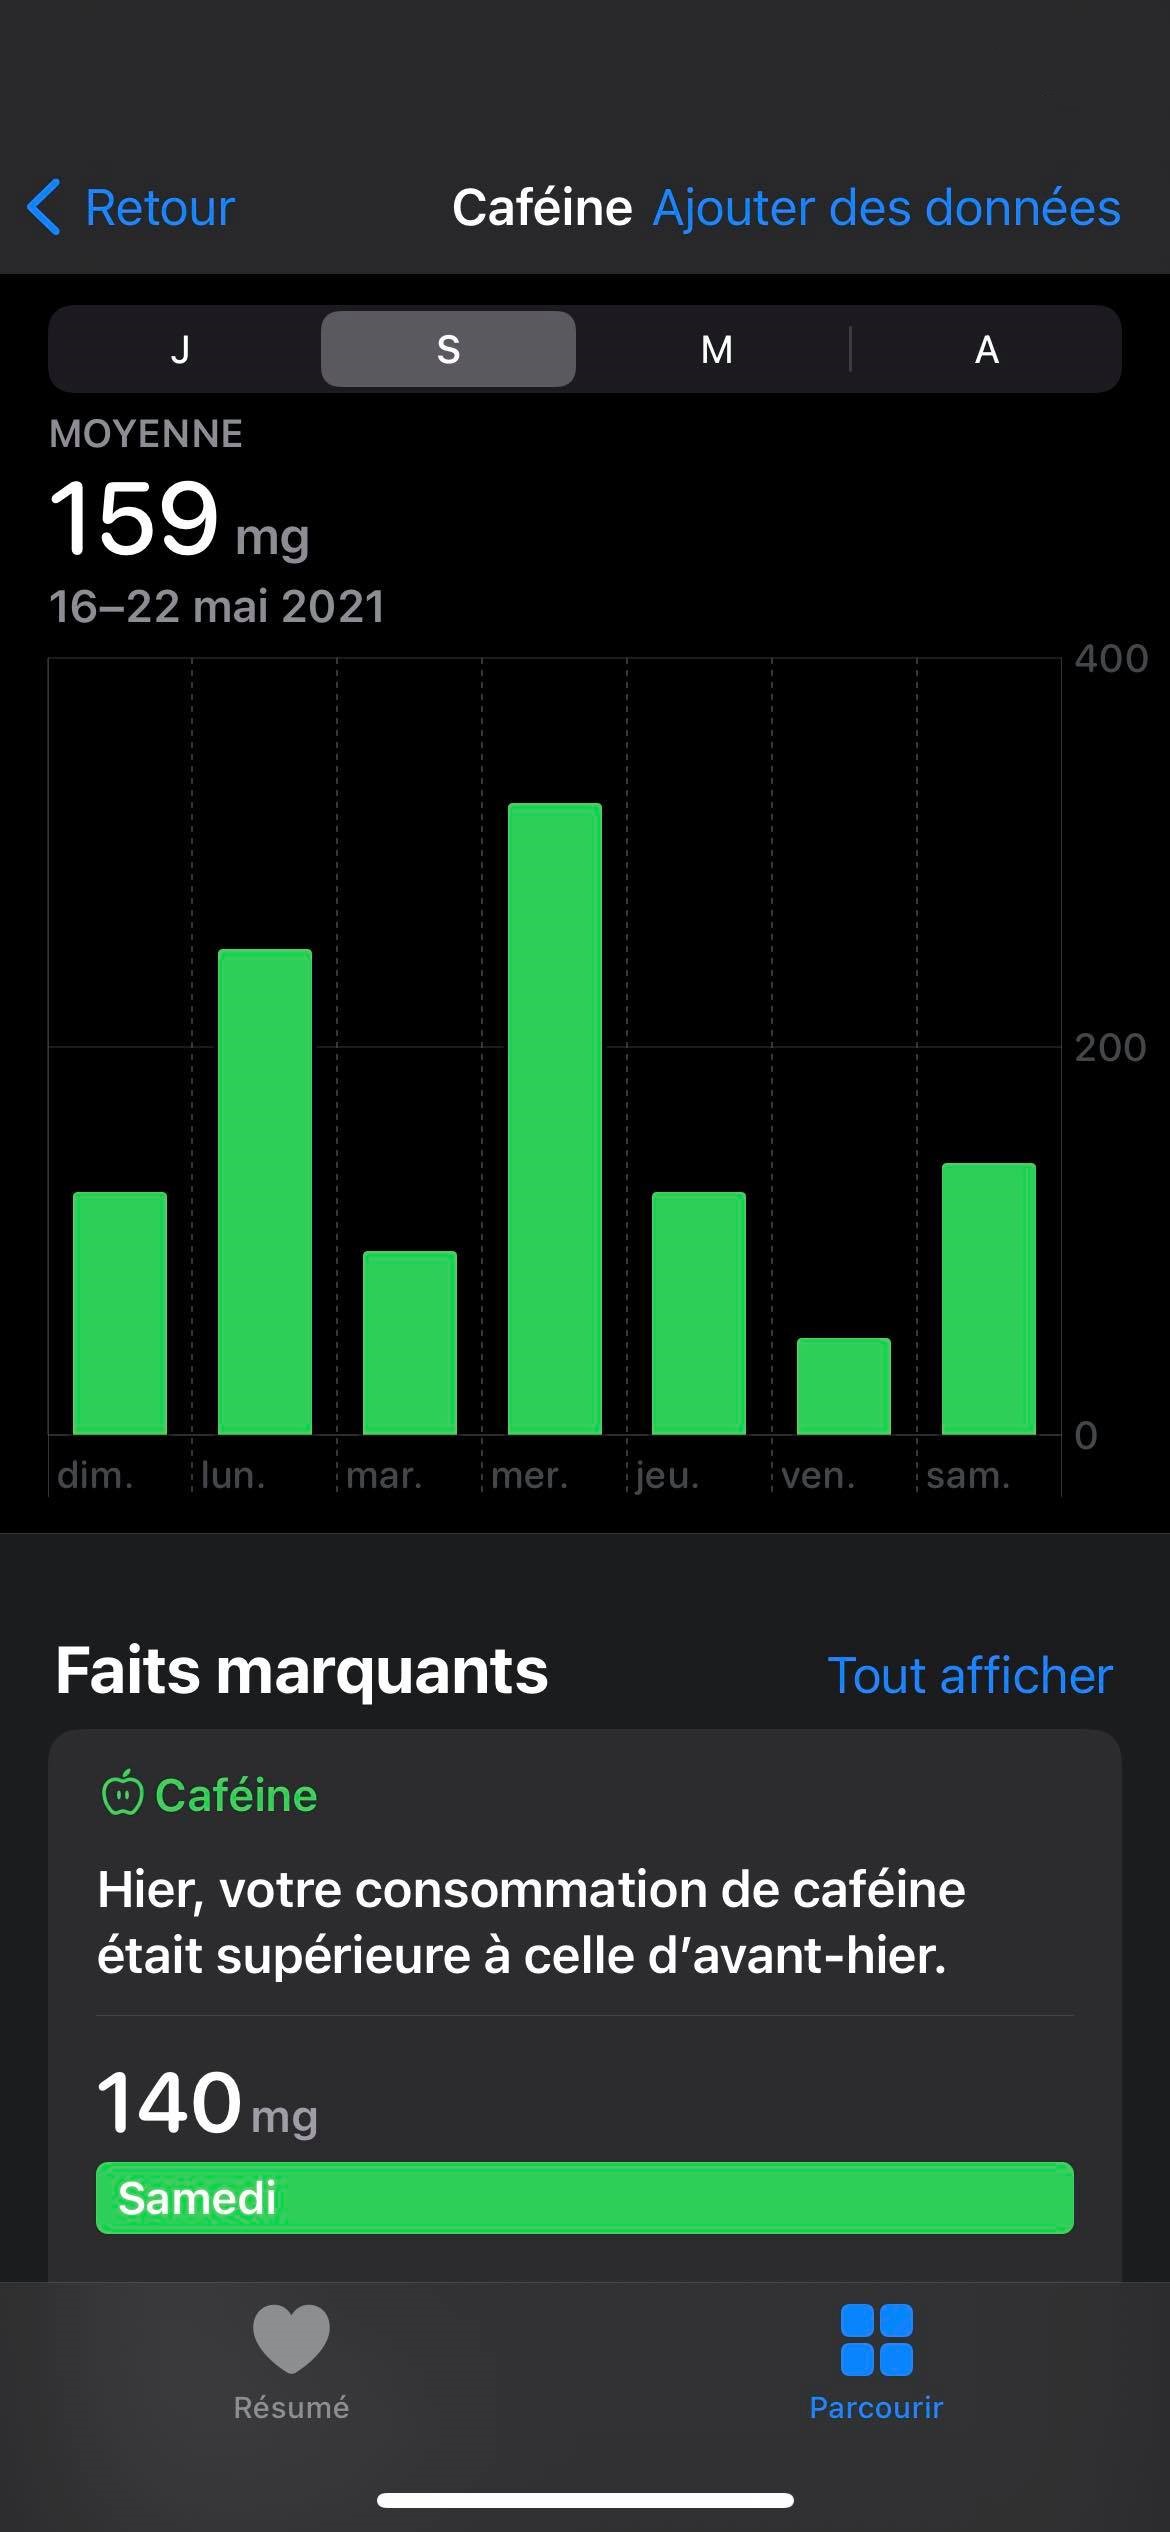 Retour Caféine Ajouter des données
J S M A
MOYENNE
159 mg
16–22 mai 2021
400
200
0
dim. lun. mar. mer. jeu. ven. sam.
Faits marquants Tout afficher
Caféine
Hier, votre consommation de caféine
était supérieure à celle d’avant-hier.
140 mg
Samedi
Résumé Parcourir